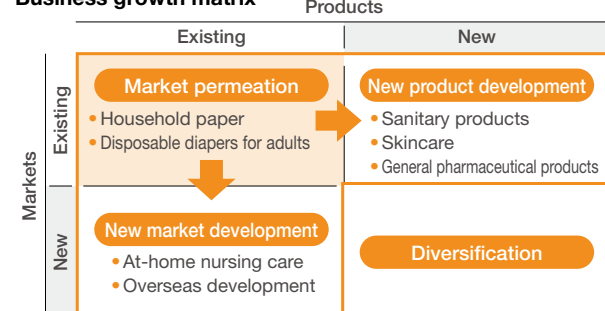 Business growth matrix
Products
Existing
New
Markets
Existing
Market permeation
• Household paper
• Disposable diapers for adults
New product development
• Sanitary products
• Skincare
• General pharmaceutical products
New
New market development
• At-home nursing care
• Overseas development
Diversification